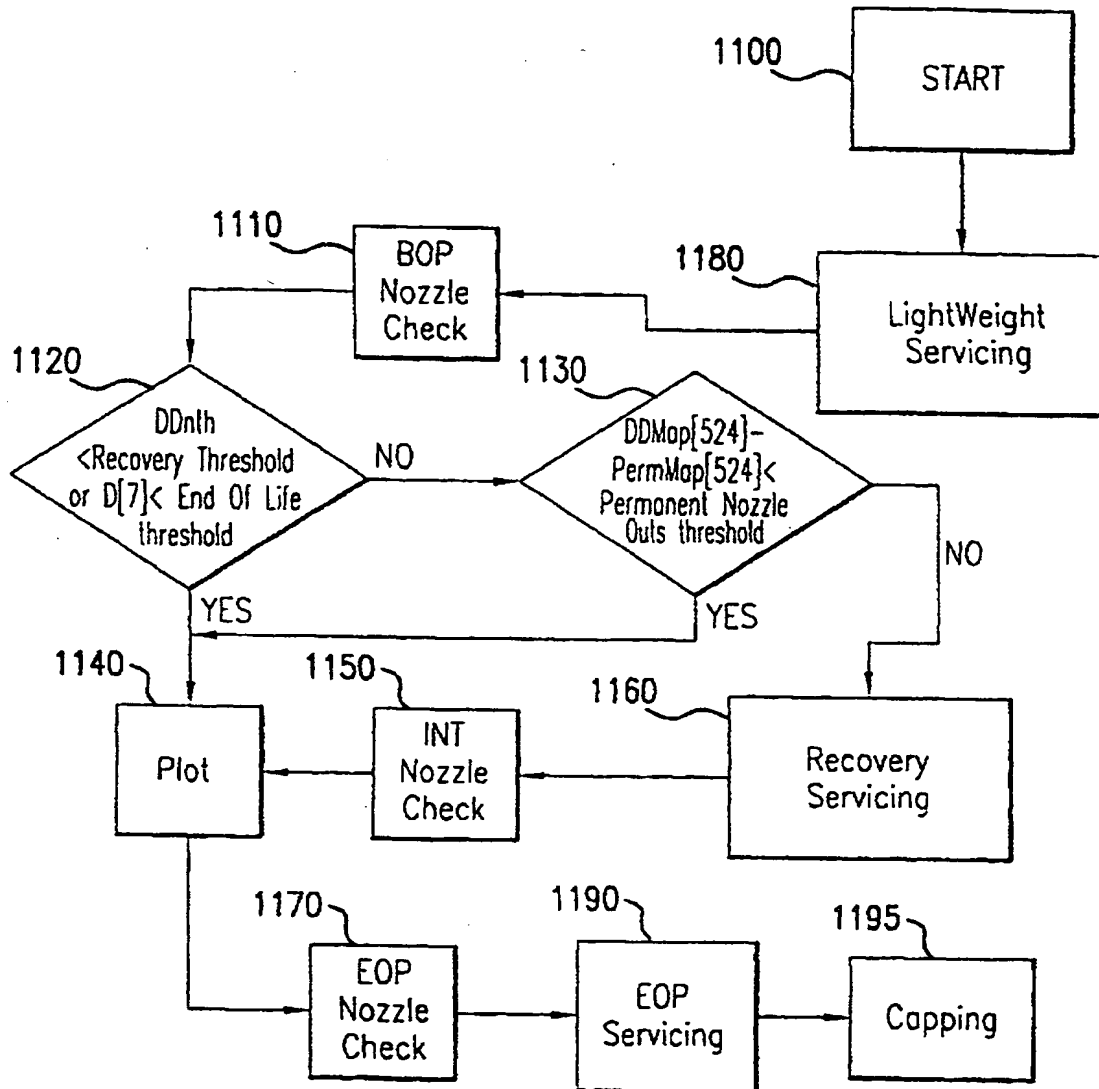 1100
START
1110
BOP
Nozzle
Check
1180
LightWeight
Servicing
1120
DDnth
<Recovery Threshold
or D[7]< End Of Life
threshold
NO
YES
1130
DDMap[524]-
PermMap[524]<
Permanent Nozzle
Outs threshold
NO
YES
1140
Plot
1150
INT
Nozzle
Check
1160
Recovery
Servicing
1170
EOP
Nozzle
Check
1190
EOP
Servicing
1195
Capping